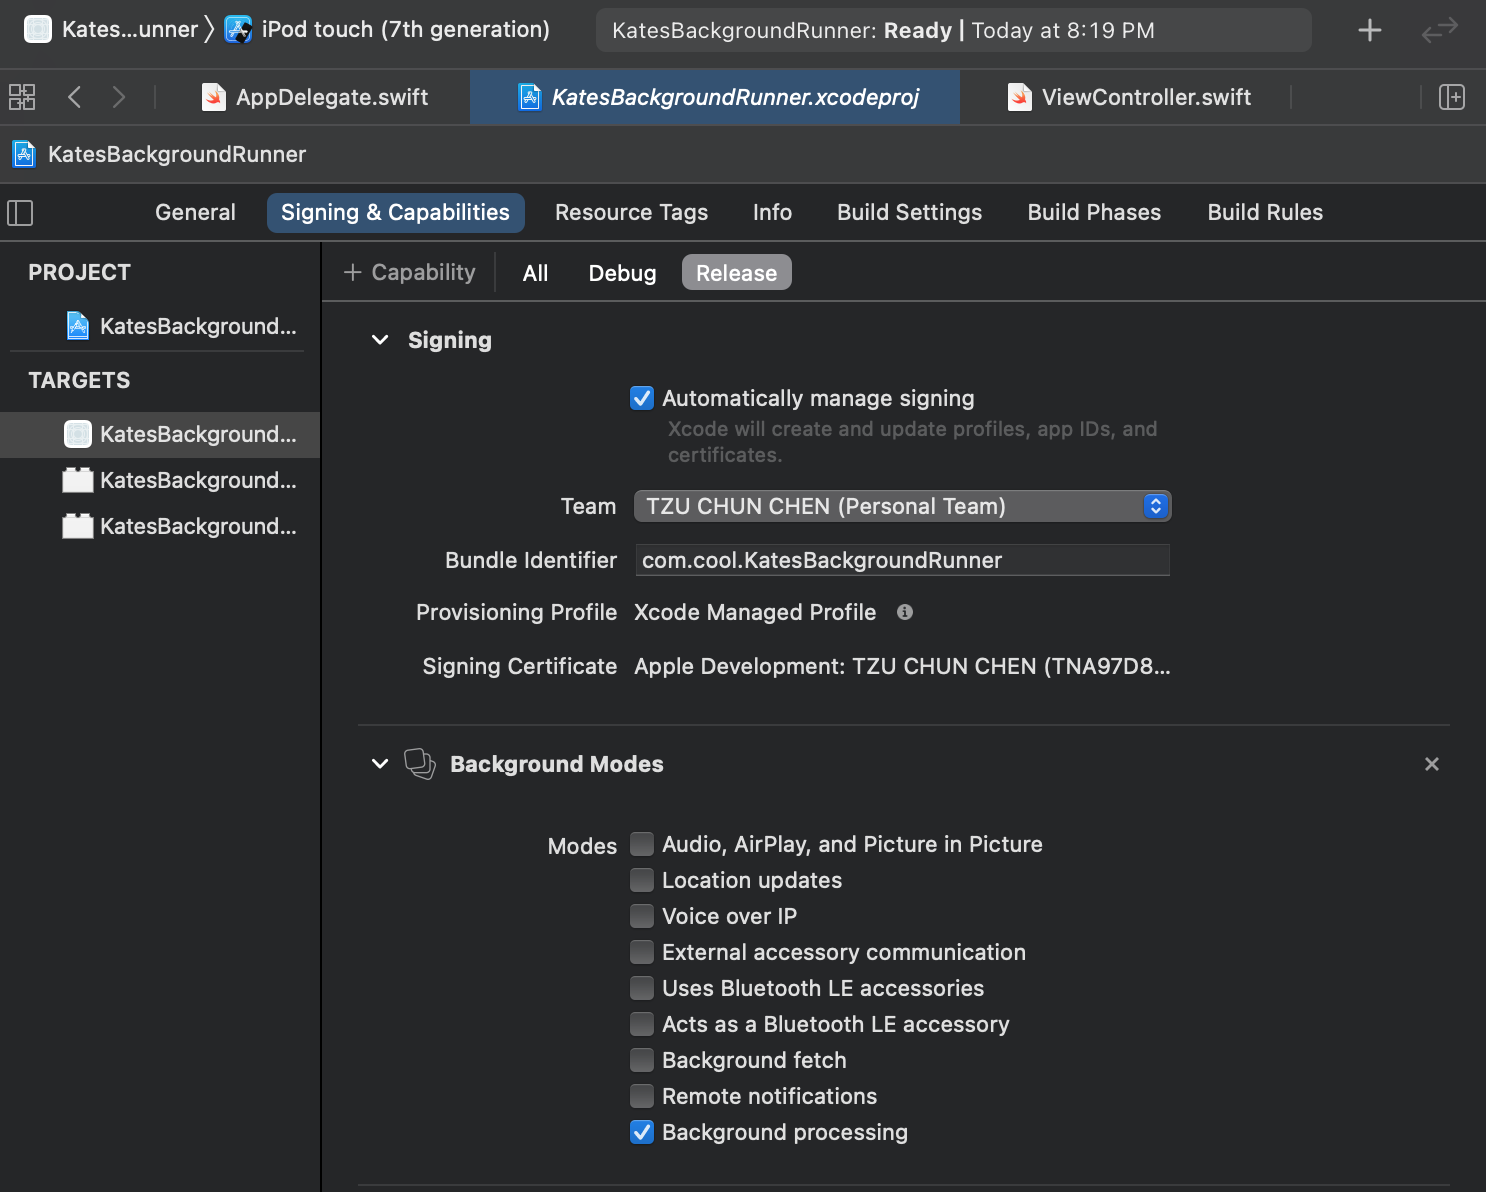 Kates...unner
iPod touch (7th generation)
KatesBackgroundRunner: Ready | Today at 8:19 PM
AppDelegate.swift
KatesBackgroundRunner.xcodeproj
ViewController.swift
KatesBackgroundRunner
General
Signing & Capabilities
Resource Tags
Info
Build Settings
Build Phases
Build Rules
PROJECT
KatesBackground...
TARGETS
KatesBackground...
KatesBackground...
KatesBackground...
+ Capability
All
Debug
Release
Signing
Automatically manage signing
Xcode will create and update profiles, app IDs, and
certificates.
Team
TZU CHUN CHEN (Personal Team)
Bundle Identifier
com.cool.KatesBackgroundRunner
Provisioning Profile
Xcode Managed Profile
Signing Certificate
Apple Development: TZU CHUN CHEN (TNA97D8...
Background Modes
Modes
Audio, AirPlay, and Picture in Picture
Location updates
Voice over IP
External accessory communication
Uses Bluetooth LE accessories
Acts as a Bluetooth LE accessory
Background fetch
Remote notifications
Background processing